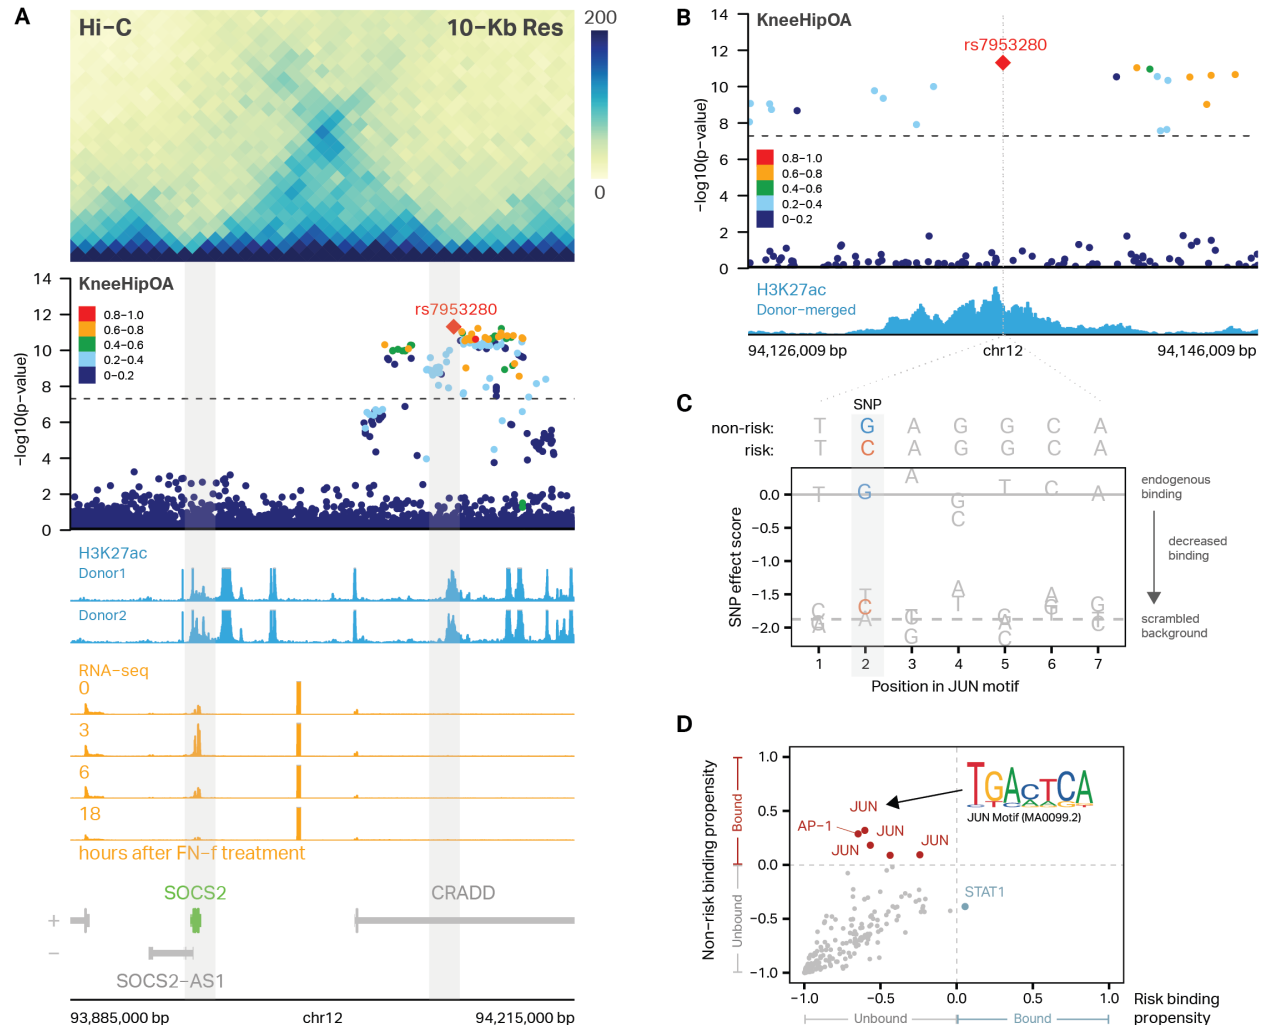 A
Hi-C
10-Kb Res
200
0
14
12
10
8
6
4
2
0
-log10(p-value)
KneeHipOA
rs7953280
0.8-1.0
0.6-0.8
0.4-0.6
0.2-0.4
0-0.2
H3K27ac
Donor1
Donor2
RNA-seq
0
3
6
18
hours after FN-f treatment
SOCS2
CRADD
+
-
SOCS2-AS1
93,885,000 bp
chr12
94,215,000 bp
B
14
12
10
8
6
4
2
0
-log10(p-value)
KneeHipOA
rs7953280
0.8-1.0
0.6-0.8
0.4-0.6
0.2-0.4
0-0.2
H3K27ac
Donor-merged
94,126,009 bp
chr12
94,146,009 bp
C
SNP
non-risk: T G A G G C A
risk: T C A G G C A
SNP effect score
0.0
-0.5
-1.0
-1.5
-2.0
T G A G C T C A
C G A T C A T G C T G A G C A T G T G T C
1 2 3 4 5 6 7
Position in JUN motif
endogenous
binding
decreased
binding
scrambled
background
D
Non-risk binding propensity
Bound
Unbound
1.0
0.5
0.0
-0.5
-1.0
JUN
AP-1
JUN
JUN
JUN
TGACTCA
JUN Motif (MA0099.2)
STAT1
-1.0 -0.5 0.0 0.5 1.0
Risk binding
propensity
Unbound
Bound